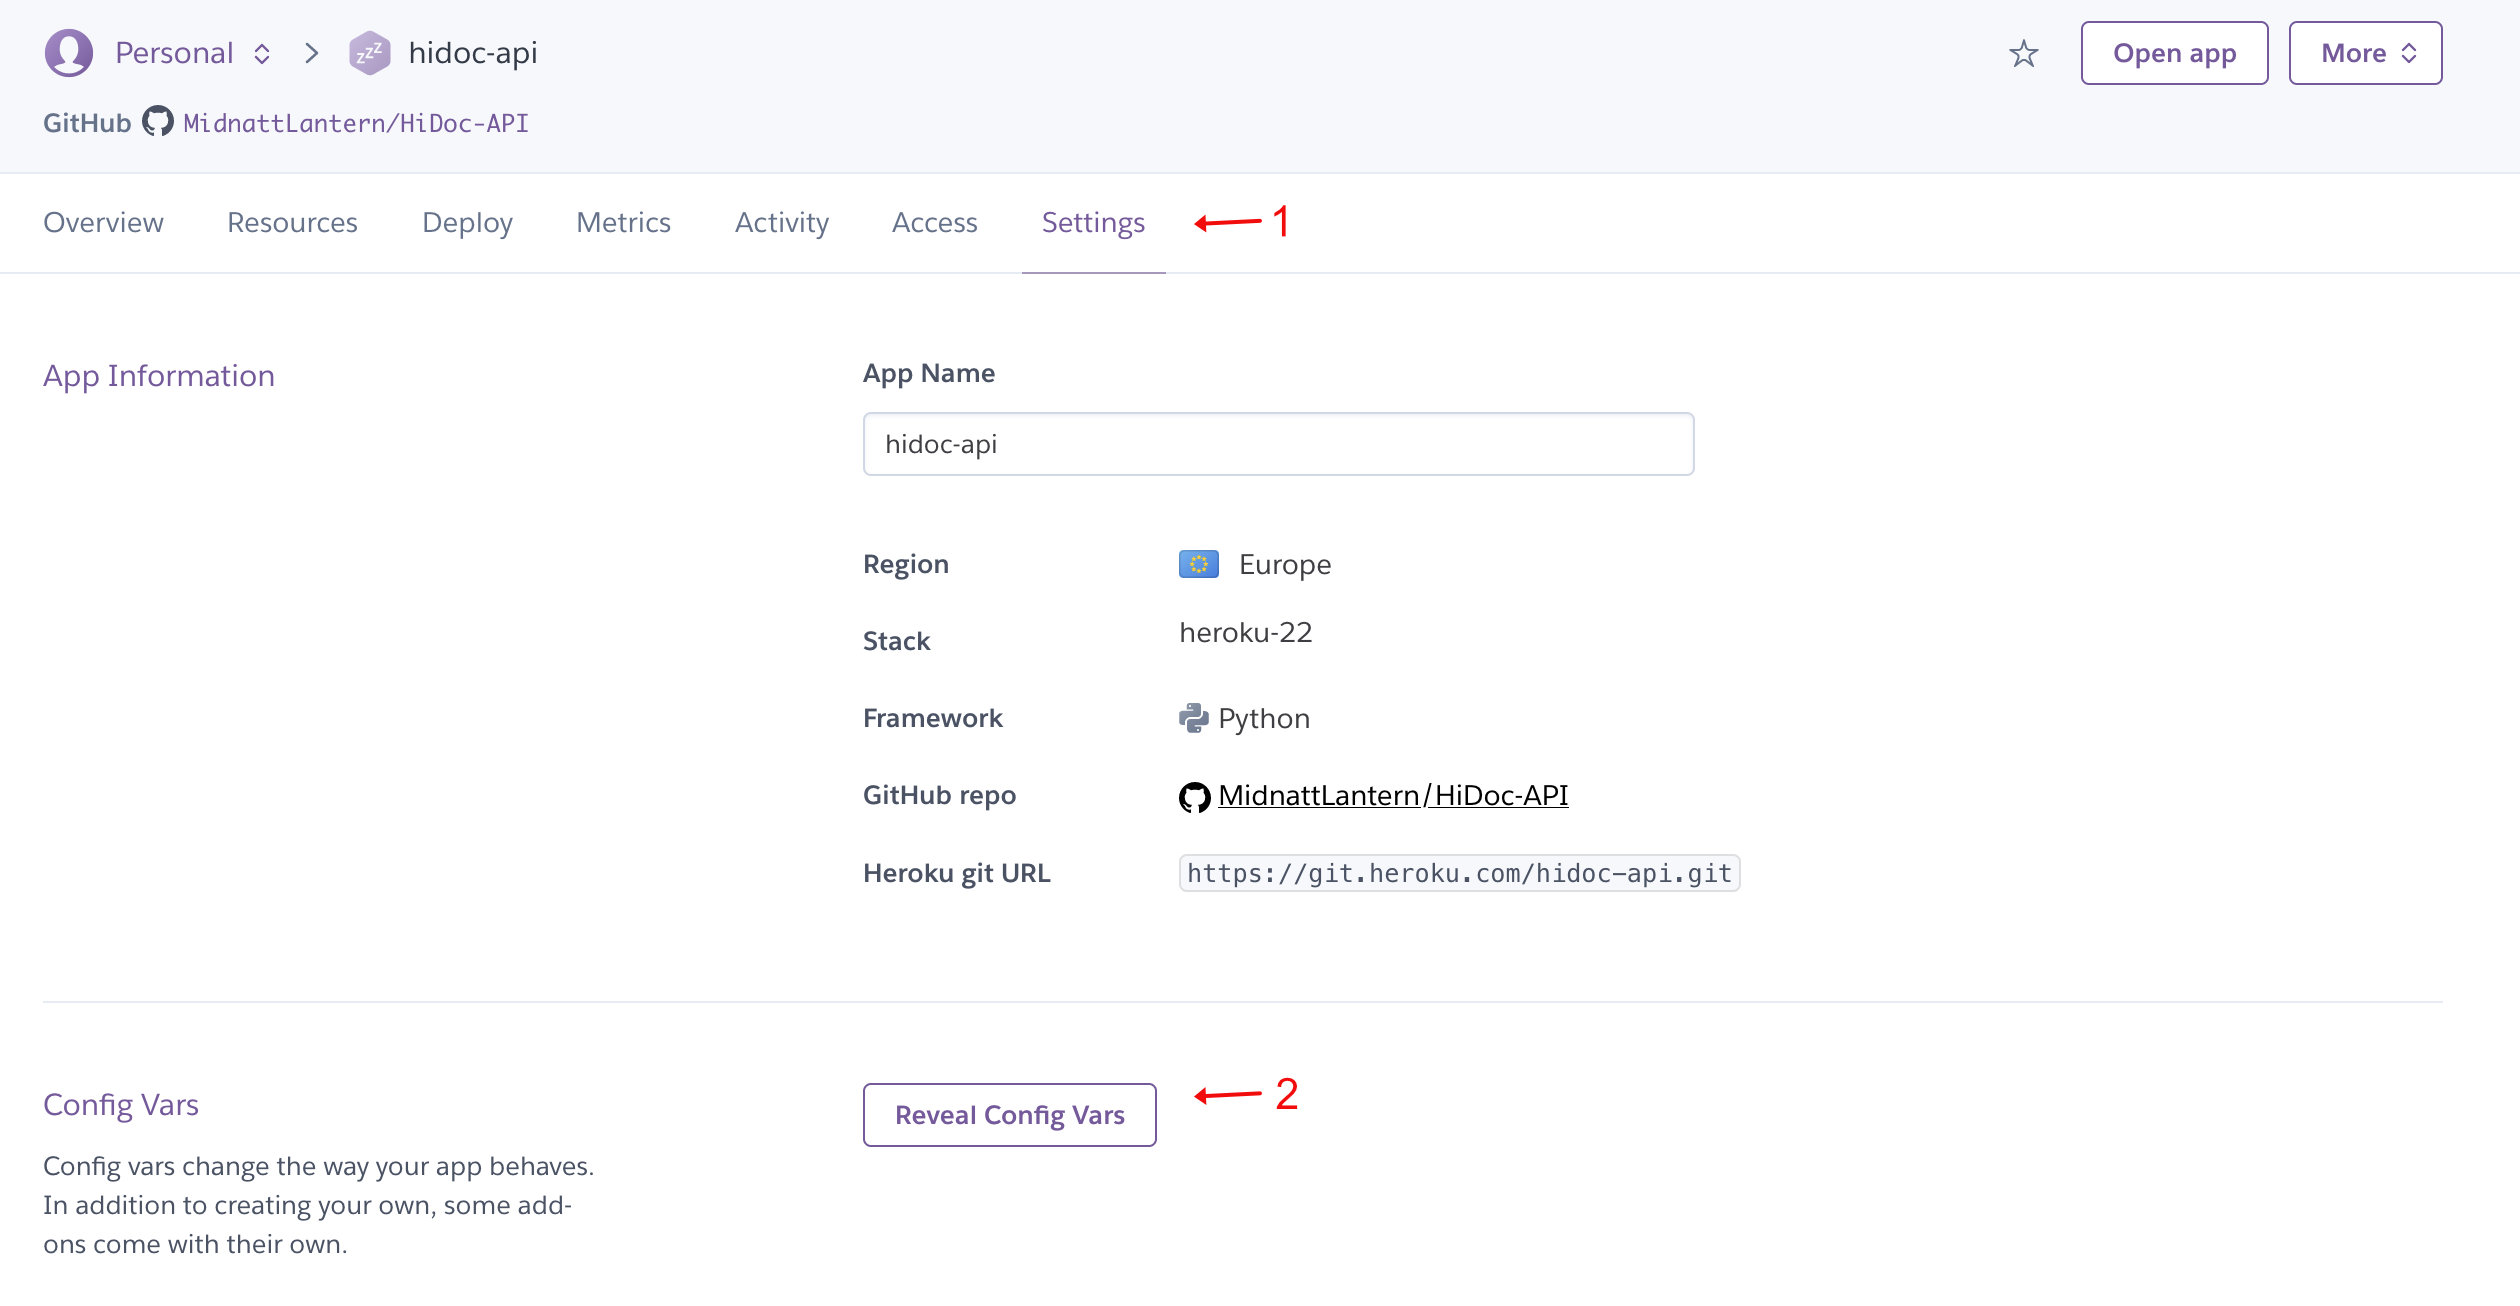 Personal > hidoc-api
Open app
More
GitHub MidnattLantern/HiDoc-API
Overview Resources Deploy Metrics Activity Access Settings 1
App Information
App Name
hidoc-api
Region Europe
Stack heroku-22
Framework Python
GitHub repo MidnattLantern/HiDoc-API
Heroku git URL https://git.heroku.com/hidoc-api.git
Config Vars
Reveal Config Vars 2
Config vars change the way your app behaves.
In addition to creating your own, some add-
ons come with their own.